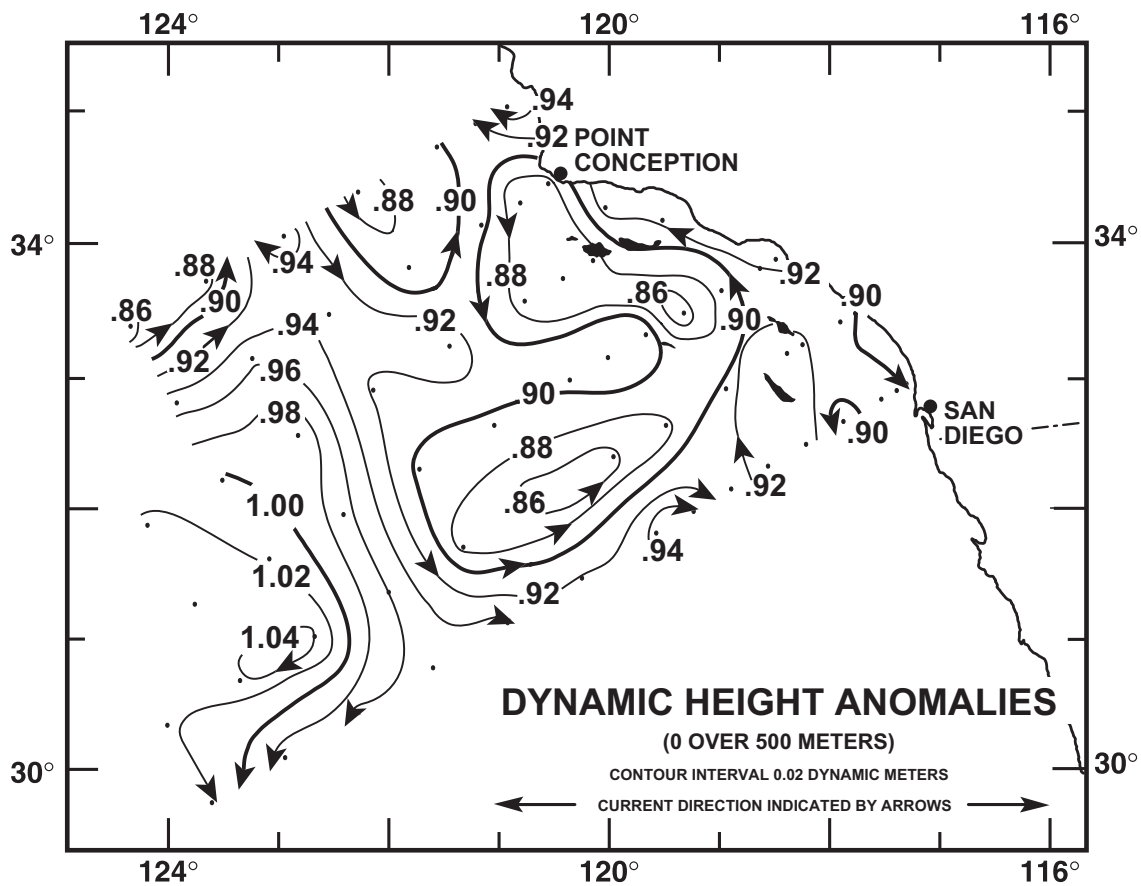 124° 120° 116°
.94
.92 POINT
CONCEPTION
.88 .90
34° 34°
.88 .94
.88 .92
.86 .90 .86 .90
.94 .92 .90
.92
.96
.90
.98 SAN
DIEGO
.90
.88
.92
1.00 .86
.94
1.02
.92
1.04
DYNAMIC HEIGHT ANOMALIES
(0 OVER 500 METERS)
30° 30°
CONTOUR INTERVAL 0.02 DYNAMIC METERS
CURRENT DIRECTION INDICATED BY ARROWS
124° 120° 116°